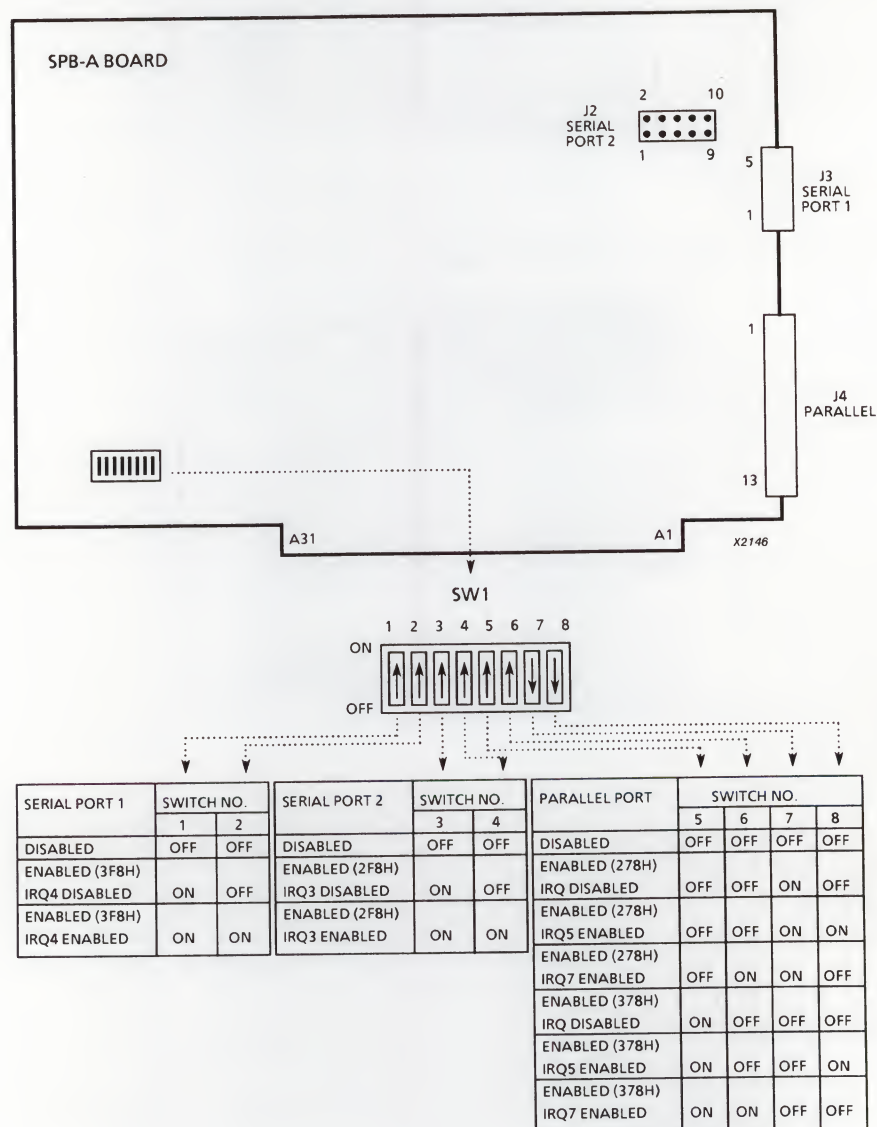 SPB-A BOARD
2 10
J2
SERIAL
PORT 2
1 9
5
J3
SERIAL
PORT 1
1
1
J4
PARALLEL
13
A31
A1
X2146
SW1
1 2 3 4 5 6 7 8
ON
OFF
SERIAL PORT 1 SWITCH NO.
1 2
DISABLED OFF OFF
ENABLED (3F8H)
IRQ4 DISABLED ON OFF
ENABLED (3F8H)
IRQ4 ENABLED ON ON
SERIAL PORT 2 SWITCH NO.
3 4
DISABLED OFF OFF
ENABLED (2F8H)
IRQ3 DISABLED ON OFF
ENABLED (2F8H)
IRQ3 ENABLED ON ON
PARALLEL PORT SWITCH NO.
5 6 7 8
DISABLED OFF OFF OFF OFF
ENABLED (278H)
IRQ DISABLED OFF OFF ON OFF
ENABLED (278H)
IRQ5 ENABLED OFF OFF ON ON
ENABLED (278H)
IRQ7 ENABLED OFF ON ON OFF
ENABLED (378H)
IRQ DISABLED ON OFF OFF OFF
ENABLED (378H)
IRQ5 ENABLED ON OFF OFF ON
ENABLED (378H)
IRQ7 ENABLED ON ON OFF OFF